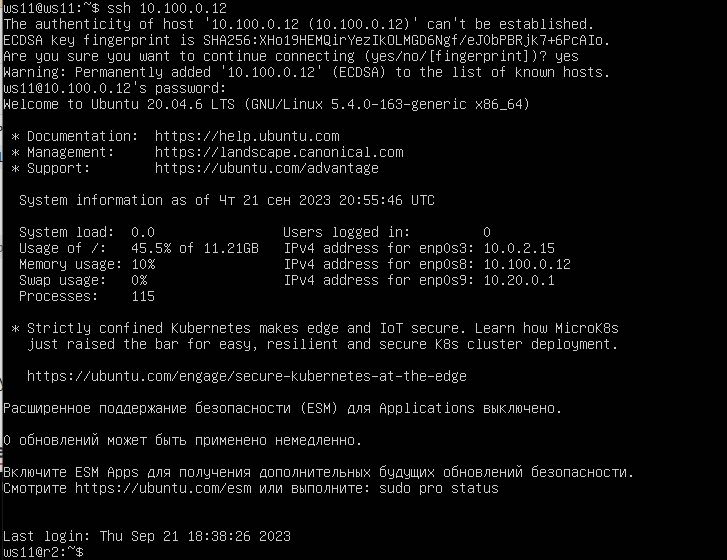 ws11@ws11:~$ ssh 10.100.0.12
The authenticity of host '10.100.0.12 (10.100.0.12)' can't be established.
ECDSA key fingerprint is SHA256:XHo19HEMQirYezIkOLMGD6Ngf/eJ0bPBRjk7+6PcAIo.
Are you sure you want to continue connecting (yes/no/[fingerprint])? yes
Warning: Permanently added '10.100.0.12' (ECDSA) to the list of known hosts.
ws11@10.100.0.12's password:
Welcome to Ubuntu 20.04.6 LTS (GNU/Linux 5.4.0-163-generic x86_64)
* Documentation:  https://help.ubuntu.com
* Management:     https://landscape.canonical.com
* Support:        https://ubuntu.com/advantage
System information as of Чт 21 сен 2023 20:55:46 UTC
System load:  0.0                Users logged in:         0
Usage of /:   45.5% of 11.21GB   IPv4 address for enp0s3: 10.0.2.15
Memory usage: 10%                IPv4 address for enp0s8: 10.100.0.12
Swap usage:   0%                 IPv4 address for enp0s9: 10.20.0.1
Processes:    115
* Strictly confined Kubernetes makes edge and IoT secure. Learn how MicroK8s
just raised the bar for easy, resilient and secure K8s cluster deployment.
https://ubuntu.com/engage/secure-kubernetes-at-the-edge
Расширенное поддержание безопасности (ESM) для Applications выключено.
0 обновлений может быть применено немедленно.
Включите ESM Apps для получения дополнительных будущих обновлений безопасности.
Смотрите https://ubuntu.com/esm или выполните: sudo pro status
Last login: Thu Sep 21 18:38:26 2023
ws11@r2:~$